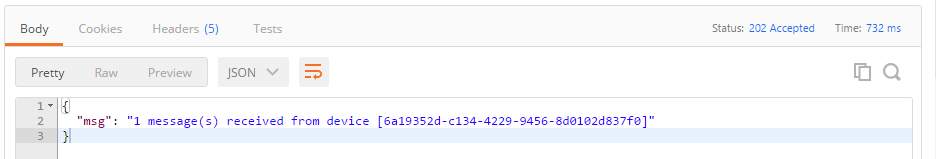 Body Cookies Headers (5) Tests Status: 202 Accepted Time: 732 ms
Pretty Raw Preview JSON
1 {
2 "msg": "1 message(s) received from device [6a19352d-c134-4229-9456-8d0102d837f0]"
3 }